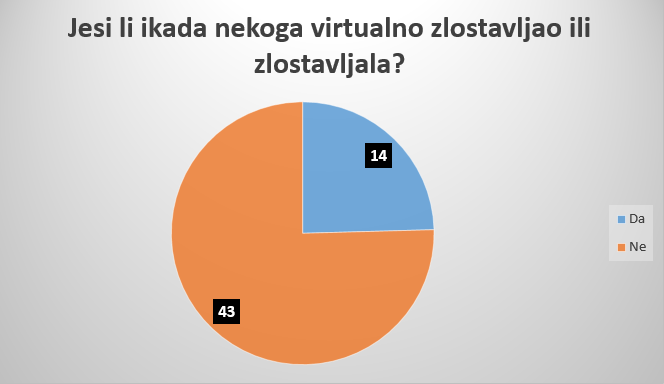 Jesi li ikada nekoga virtualno zlostavljao ili
zlostavljala?
14
43
Da
Ne